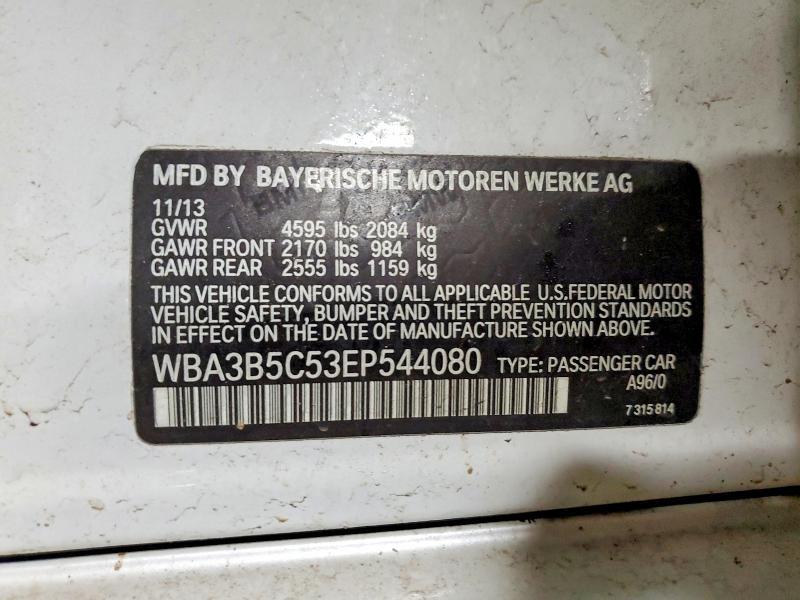 MFD BY BAYERISCHE MOTOREN WERKE AG
11/13
GVWR 4595 lbs 2084 kg
GAWR FRONT 2170 lbs 984 kg
GAWR REAR 2555 lbs 1159 kg
THIS VEHICLE CONFORMS TO ALL APPLICABLE U.S.FEDERAL MOTOR
VEHICLE SAFETY, BUMPER AND THEFT PREVENTION STANDARDS
IN EFFECT ON THE DATE OF MANUFACTURE SHOWN ABOVE.
WBA3B5C53EP544080 TYPE: PASSENGER CAR
A96/0
7315814